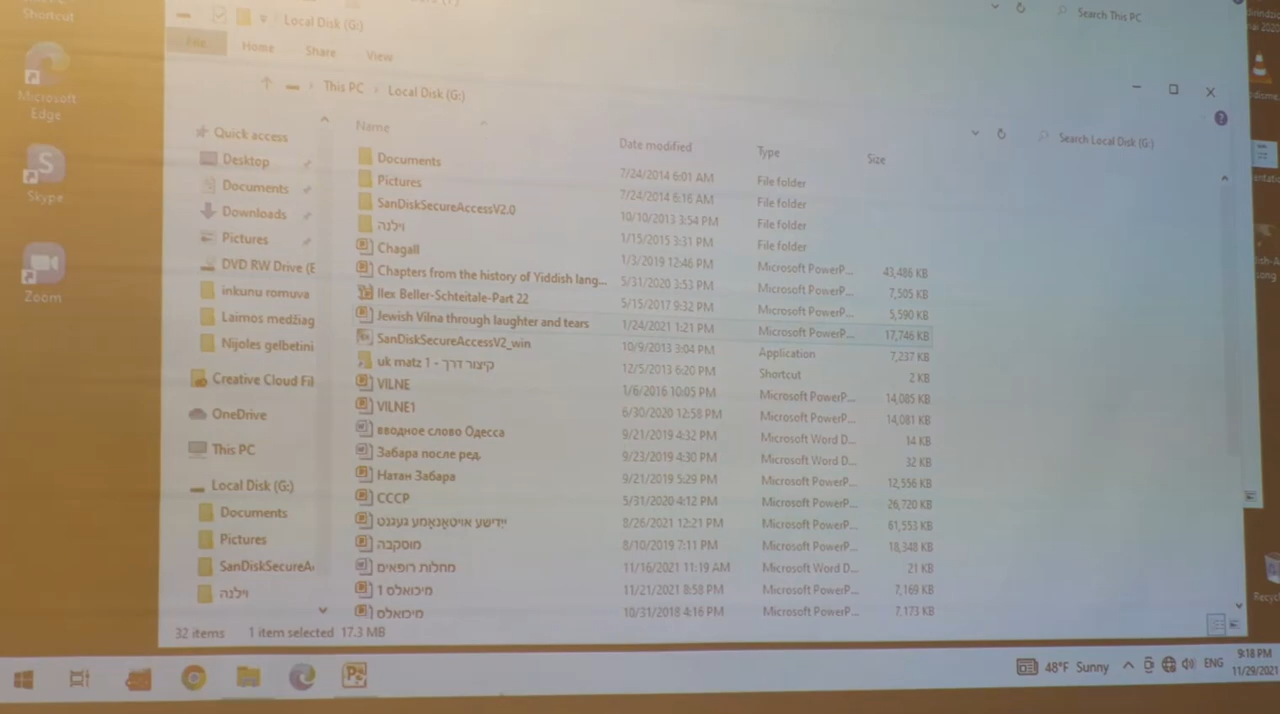 Shortcut
Microsoft
Edge
Skype
Zoom
Local Disk (G:)
Search This PC
File
Home
Share
View
This PC
Local Disk (G:)
Search Local Disk (G:)
Quick access
Desktop
Documents
Downloads
Pictures
DVD RW Drive (E
inkunu romuva
Laimos medžiag
Nijoles gelbetini
Creative Cloud Fil
OneDrive
This PC
Local Disk (G:)
Documents
Pictures
SanDiskSecureA
וילנה
Name Date modified Type Size
Documents 7/24/2014 6:01 AM File folder
Pictures 7/24/2014 6:16 AM File folder
SanDiskSecureAccessV2.0 10/10/2013 3:54 PM File folder
וילנה 1/15/2015 3:31 PM File folder
Chagall 1/3/2019 12:46 PM Microsoft PowerP... 43,486 KB
Chapters from the history of Yiddish lang... 5/31/2020 3:53 PM Microsoft PowerP... 7,505 KB
Ilex Beller-Schteitale-Part 22 5/15/2017 9:32 PM Microsoft PowerP... 5,590 KB
Jewish Vilna through laughter and tears 1/24/2021 1:21 PM Microsoft PowerP... 17,746 KB
SanDiskSecureAccessV2_win 10/9/2013 3:04 PM Application 7,237 KB
uk matz 1 - קיצור דרך 12/5/2013 6:20 PM Shortcut 2 KB
VILNE 1/6/2016 10:05 PM Microsoft PowerP... 14,085 KB
VILNE1 6/30/2020 12:58 PM Microsoft PowerP... 14,081 KB
вводное слово Одесса 9/21/2019 4:32 PM Microsoft Word D... 14 KB
Забара после ред. 9/23/2019 4:30 PM Microsoft Word D... 32 KB
Натан Забара 9/21/2019 5:29 PM Microsoft PowerP... 12,556 KB
СССР 5/31/2020 4:12 PM Microsoft PowerP... 26,720 KB
ייִדישע אויטאָנאָמע געגנט 8/26/2021 12:21 PM Microsoft PowerP... 61,553 KB
מוסקבה 8/10/2019 7:11 PM Microsoft PowerP... 18,348 KB
מחלות רופאים 11/16/2021 11:19 AM Microsoft Word D... 21 KB
מיכואלס 1 11/21/2021 8:58 PM Microsoft PowerP... 7,169 KB
מיכואלס 10/31/2018 4:16 PM Microsoft PowerP... 7,173 KB
32 items 1 item selected 17.3 MB
48°F Sunny
ENG
9:18 PM
11/29/2021
Recyc